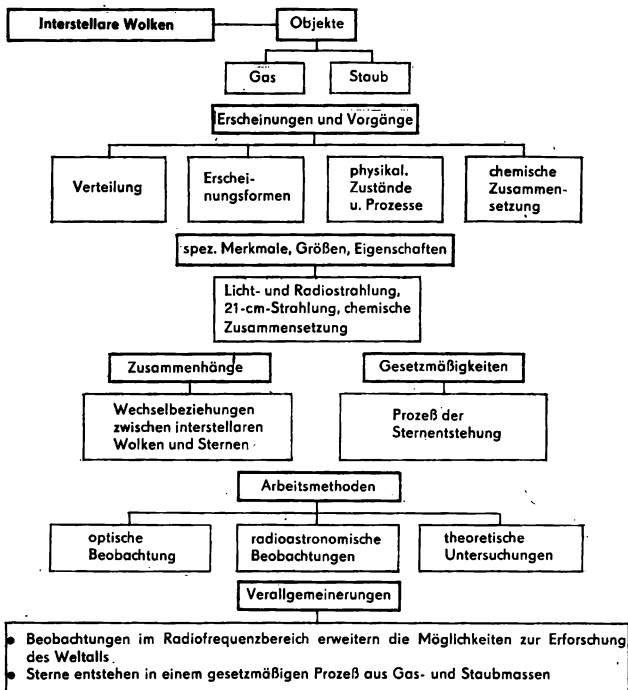 Interstellare Wolken
Objekte
Gas
Staub
Erscheinungen und Vorgänge
Verteilung
Erschei-
nungsformen
physikal.
Zustände
u. Prozesse
chemische
Zusammen-
setzung
spez. Merkmale, Größen, Eigenschaften
Licht- und Radiostrahlung,
21-cm-Strahlung, chemische
Zusammensetzung
Zusammenhänge
Gesetzmäßigkeiten
Wechselbeziehungen
zwischen interstellaren
Wolken und Sternen
Prozeß der
Sternentstehung
Arbeitsmethoden
optische
Beobachtung
radioastronomische
Beobachtungen
theoretische
Untersuchungen
Verallgemeinerungen
• Beobachtungen im Radiofrequenzbereich erweitern die Möglichkeiten zur Erforschung
des Weltalls
• Sterne entstehen in einem gesetzmäßigen Prozeß aus Gas- und Staubmassen